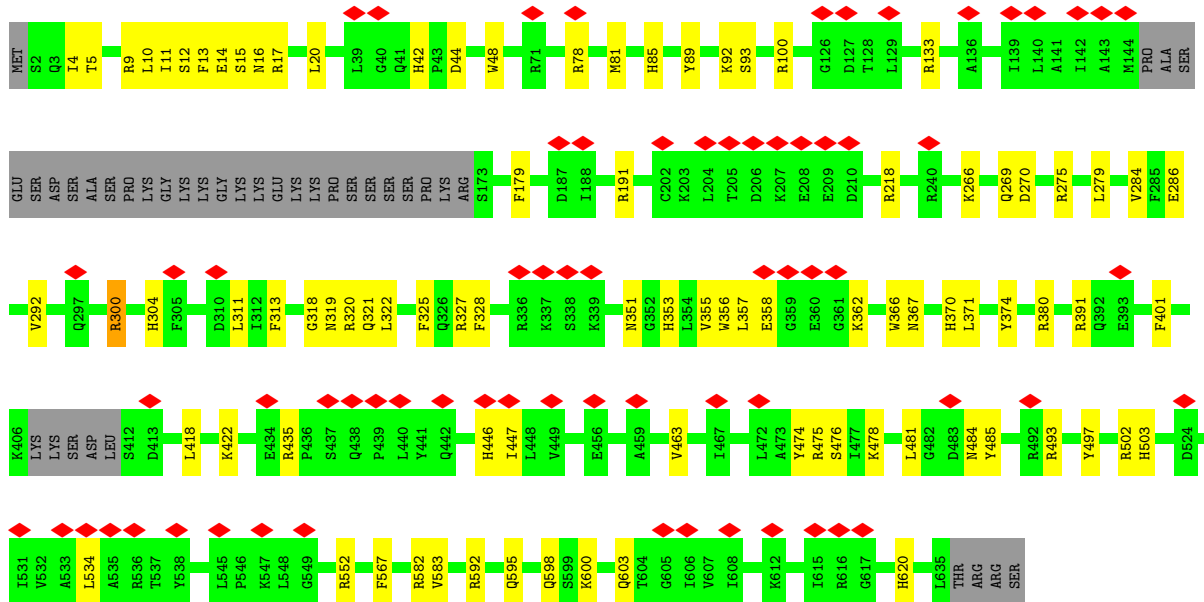 MET S2 Q3 I4 T5 R9 L10 I11 S12 F13 E14 S15 N16 R17 L20 L39 G40 Q41 H42 P43 D44 W48 R71 R78 M81 H85 Y89 K92 S93 R100 G126 D127 T128 L129 R133 A136 I139 L140 A141 I142 A143 M144 PRO ALA SER
GLU SER ASP SER ALA SER PRO LYS GLY LYS LYS GLY LYS LYS GLU LYS LYS PRO SER SER SER SER PRO LYS ARG S173 F179 D187 I188 R191 C202 K203 L204 T205 D206 K207 E208 E209 D210 R218 R240 K266 Q269 D270 R275 L279 V284 F285 E286
V292 Q297 R300 H304 F305 D310 L311 I312 F313 G318 N319 R320 Q321 L322 F325 Q326 R327 F328 R336 K337 S338 K339 N351 G352 H353 L354 V355 W356 L357 E358 G359 E360 G361 K362 W366 N367 H370 L371 Y374 R380 R391 Q392 E393 F401
K406 LYS LYS SER ASP LEU S412 D413 L418 K422 E434 R435 P436 S437 Q438 P439 L440 Y441 Q442 H446 I447 L448 V449 E456 A459 V463 I467 L472 A473 Y474 R475 S476 I477 K478 L481 G482 D483 N484 Y485 R492 R493 Y497 R502 H503 D524
I531 V532 A533 L534 A535 R536 T537 Y538 L545 P546 K547 L548 G549 R552 F567 R582 V583 R592 Q595 Q598 S599 K600 Q603 T604 G605 I606 V607 I608 K612 I615 R616 G617 H620 L635 THR ARG ARG SER